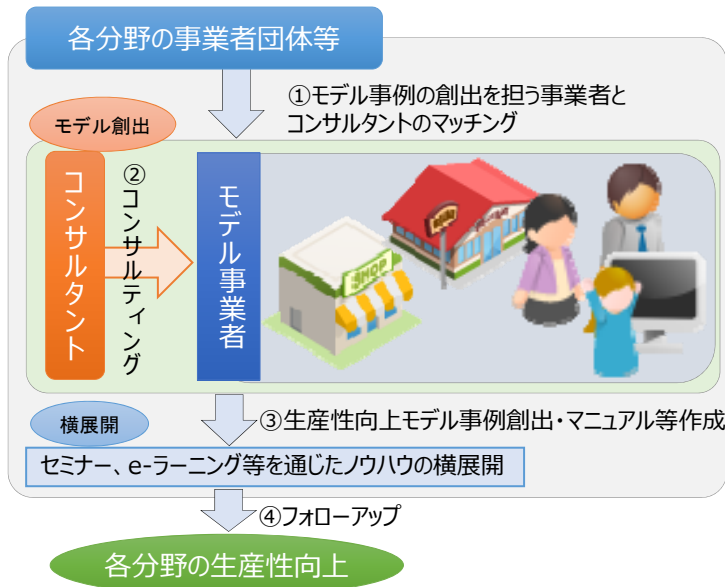 各分野の事業者団体等
①モデル事例の創出を担う事業者と
コンサルタントのマッチング
モデル創出
コンサルタント
②コンサルティング
モデル事業者
SHOP
横展開
③生産性向上モデル事例創出・マニュアル等作成
セミナー、e-ラーニング等を通じたノウハウの横展開
④フォローアップ
各分野の生産性向上